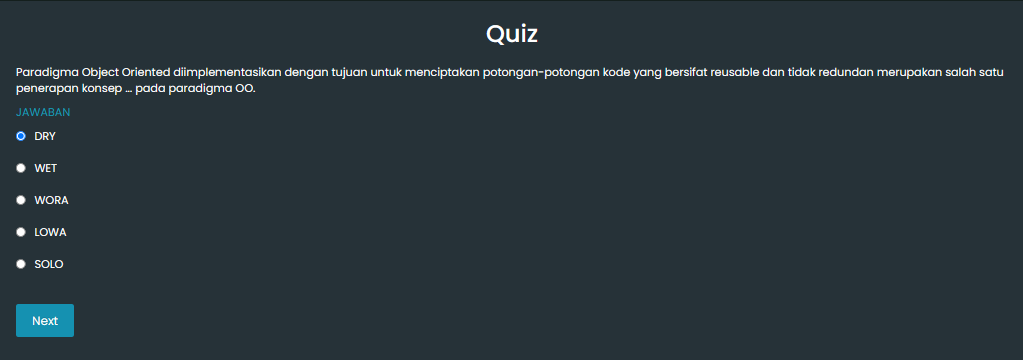 Quiz
Paradigma Object Oriented diimplementasikan dengan tujuan untuk menciptakan potongan-potongan kode yang bersifat reusable dan tidak redundan merupakan salah satu
penerapan konsep ... pada paradigma OO.
JAWABAN
DRY
WET
WORA
LOWA
SOLO
Next